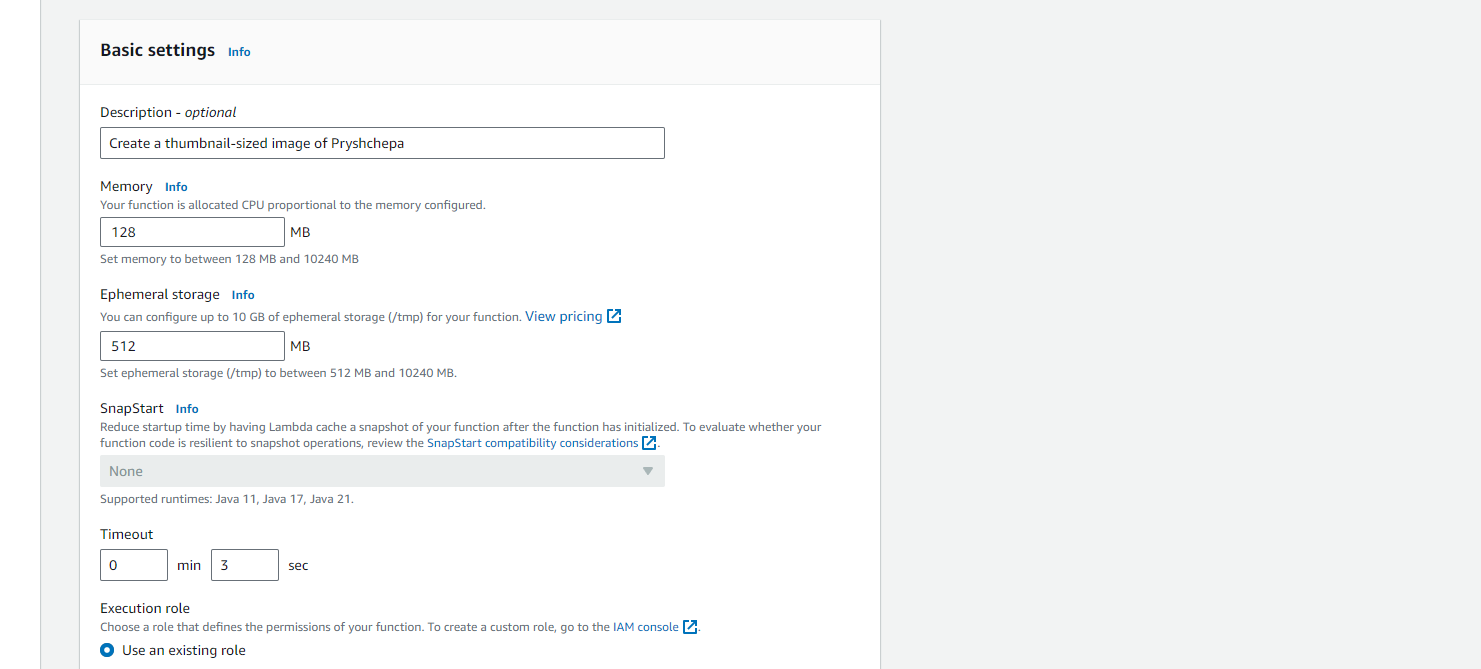 Basic settings Info
Description - optional
Create a thumbnail-sized image of Pryshchepa
Memory Info
Your function is allocated CPU proportional to the memory configured.
128 MB
Set memory to between 128 MB and 10240 MB
Ephemeral storage Info
You can configure up to 10 GB of ephemeral storage (/tmp) for your function. View pricing
512 MB
Set ephemeral storage (/tmp) to between 512 MB and 10240 MB.
SnapStart Info
Reduce startup time by having Lambda cache a snapshot of your function after the function has initialized. To evaluate whether your
function code is resilient to snapshot operations, review the SnapStart compatibility considerations.
None
Supported runtimes: Java 11, Java 17, Java 21.
Timeout
0 min 3 sec
Execution role
Choose a role that defines the permissions of your function. To create a custom role, go to the IAM console.
Use an existing role